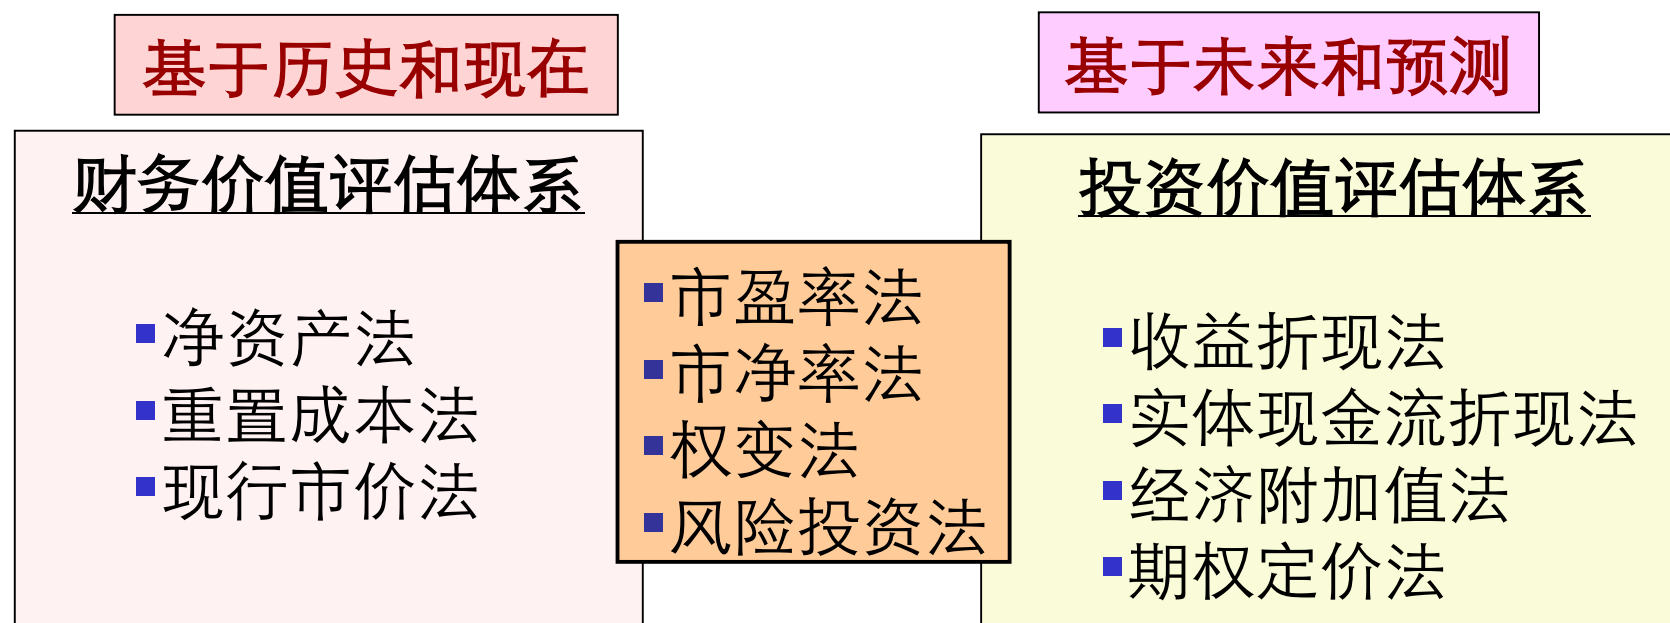 基于历史和现在
基于未来和预测
财务价值评估体系
净资产法
重置成本法
现行市价法
市盈率法
市净率法
权变法
风险投资法
投资价值评估体系
收益折现法
实体现金流折现法
经济附加值法
期权定价法